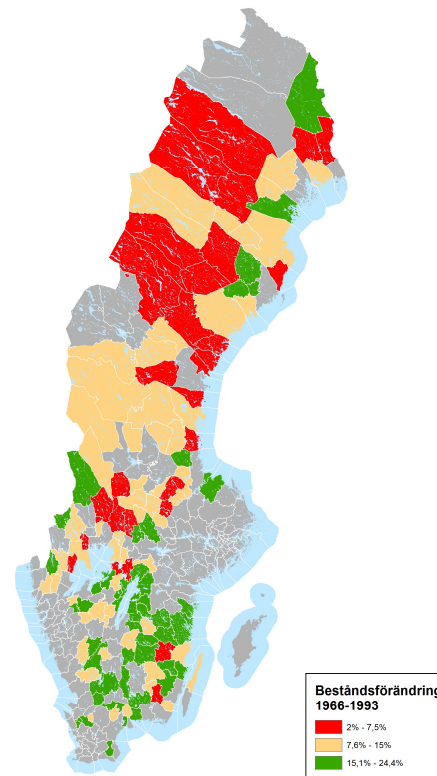 Beståndsförändring
1966-1993
2% - 7,5%
7,6% - 15%
15,1% - 24,4%